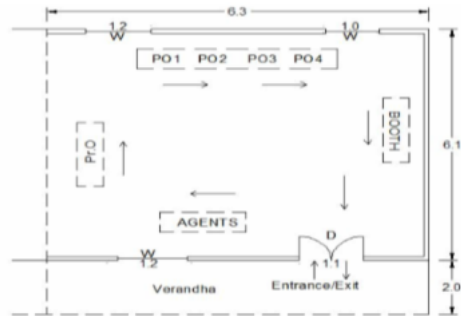 6.3
1.2
W
1.0
W
PO1 PO2 PO3 PO4
BOOTH
Pr.O
6.1
AGENTS
D
W
1.2
1.1
Verandha
Entrance/Exit
2.0